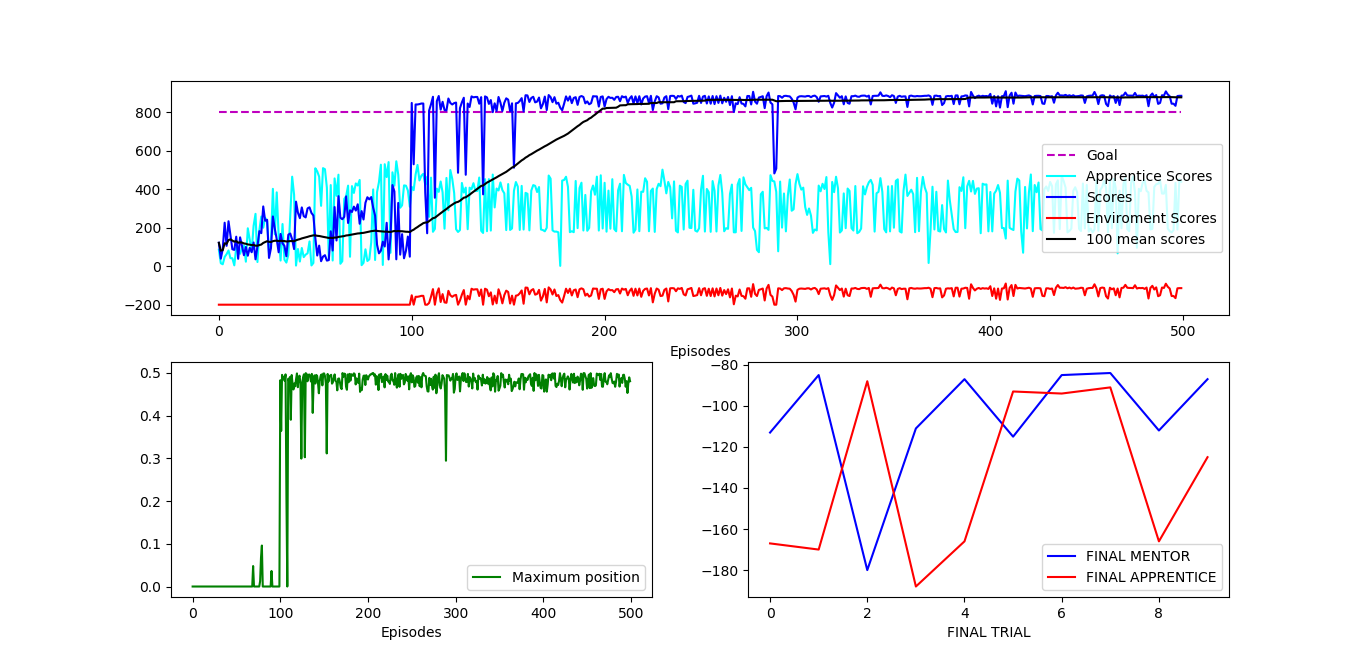 800
600
400
200
0
−200
Goal
Apprentice Scores
Scores
Enviroment Scores
100 mean scores
0 100 200 300 400 500
Episodes
0.5
0.4
0.3
0.2
0.1
0.0
Maximum position
0 100 200 300 400 500
Episodes
−80
−100
−120
−140
−160
−180
FINAL MENTOR
FINAL APPRENTICE
0 2 4 6 8
FINAL TRIAL